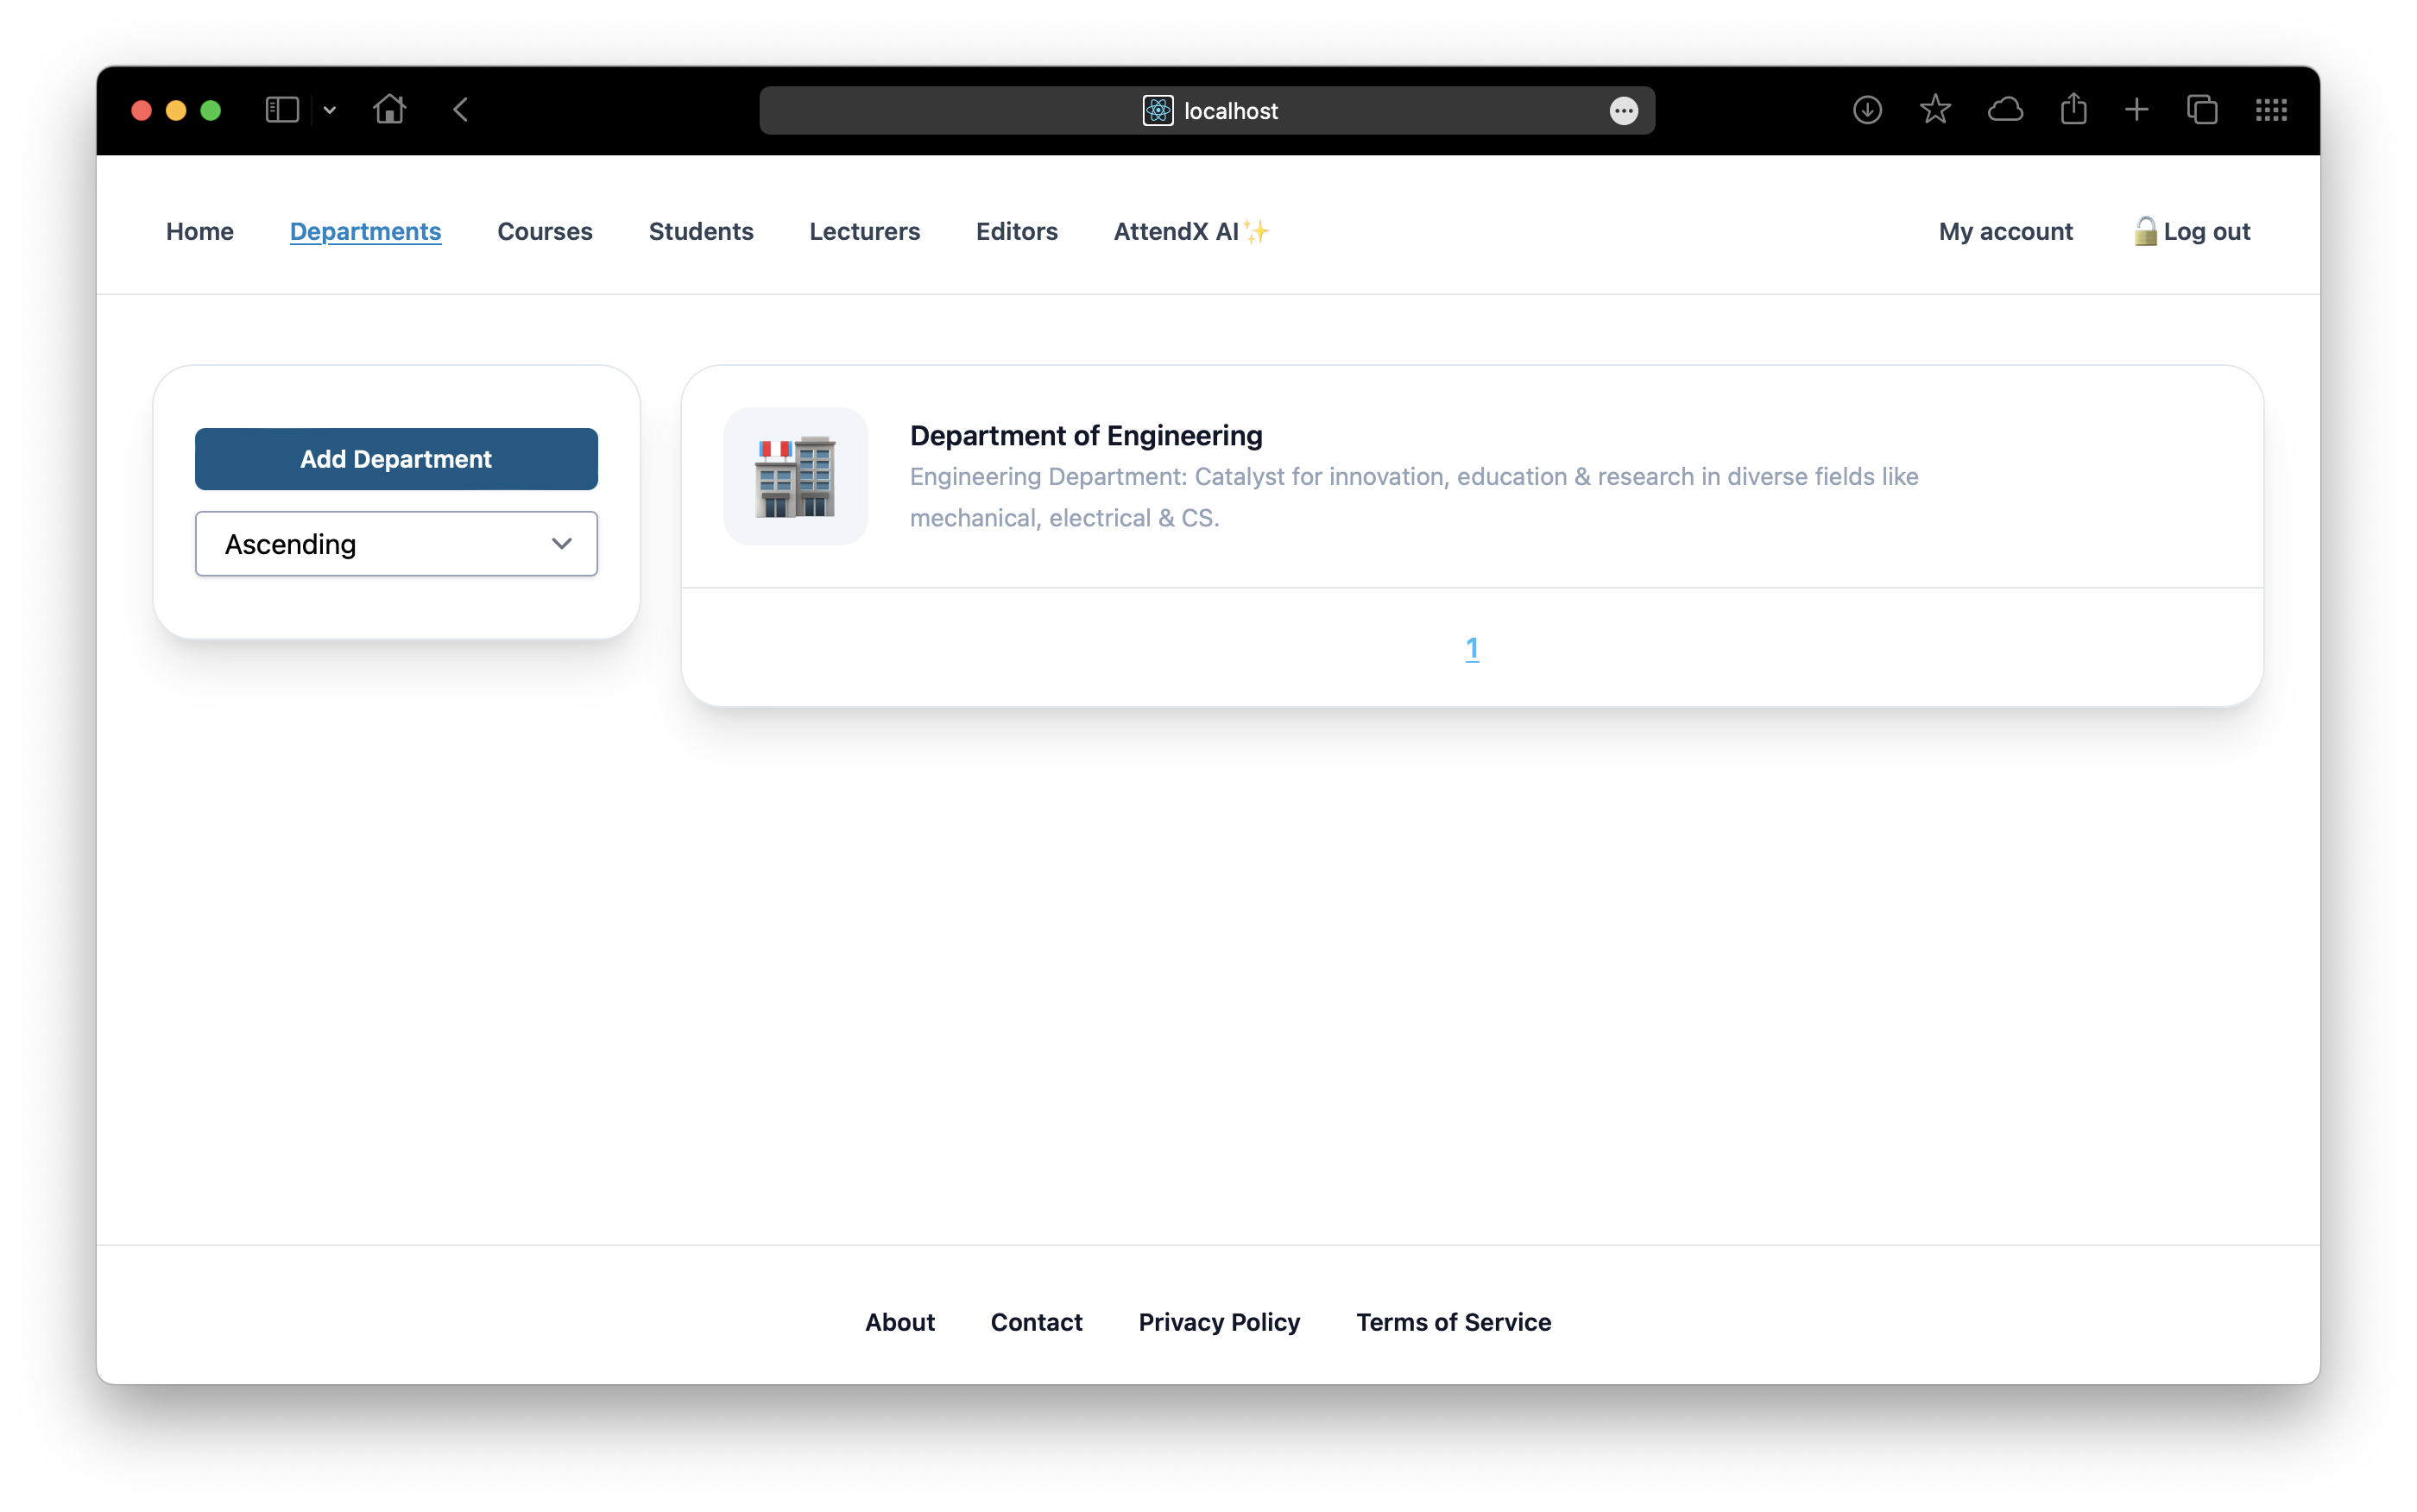 localhost
Home Departments Courses Students Lecturers Editors AttendX AI✨ My account 🔓Log out
Add Department
Ascending
Department of Engineering
Engineering Department: Catalyst for innovation, education & research in diverse fields like
mechanical, electrical & CS.
1
About Contact Privacy Policy Terms of Service